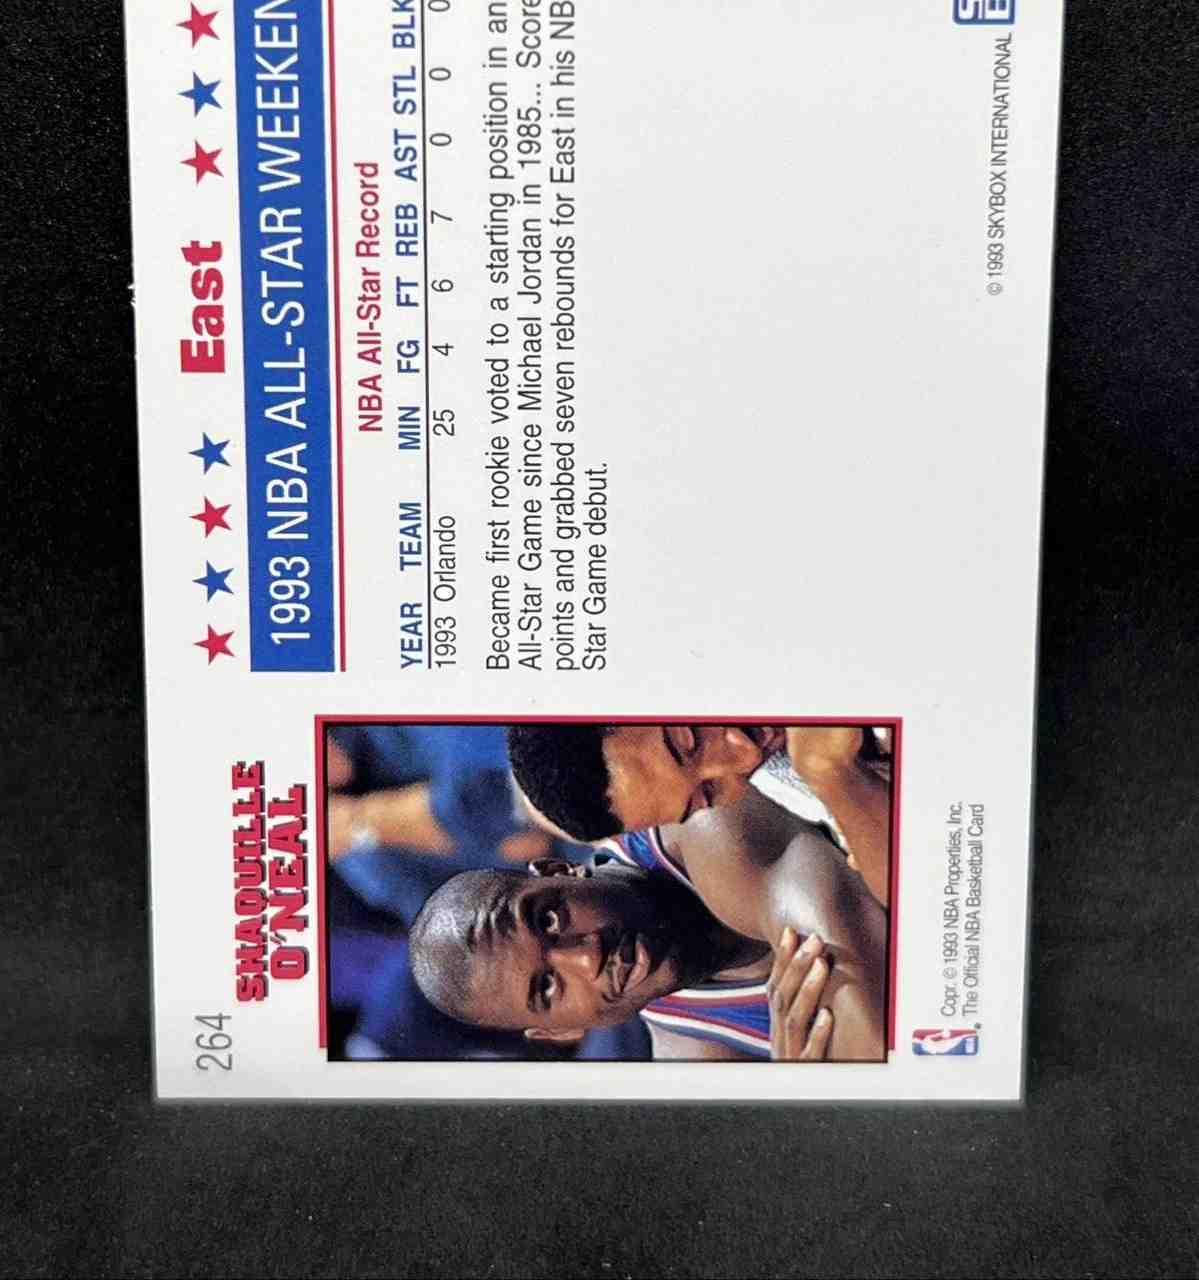 264
SHAQUILLE
O'NEAL
East
1993 NBA ALL-STAR WEEKEN
NBA All-Star Record
YEAR TEAM MIN FG FT REB AST STL BLK
1993 Orlando 25 4 6 7 0 0 0
Became first rookie voted to a starting position in an
All-Star Game since Michael Jordan in 1985... Score
points and grabbed seven rebounds for East in his NB
Star Game debut.
Copr. © 1993 NBA Properties, Inc.
The Official NBA Basketball Card
© 1993 SKYBOX INTERNATIONAL
NBA